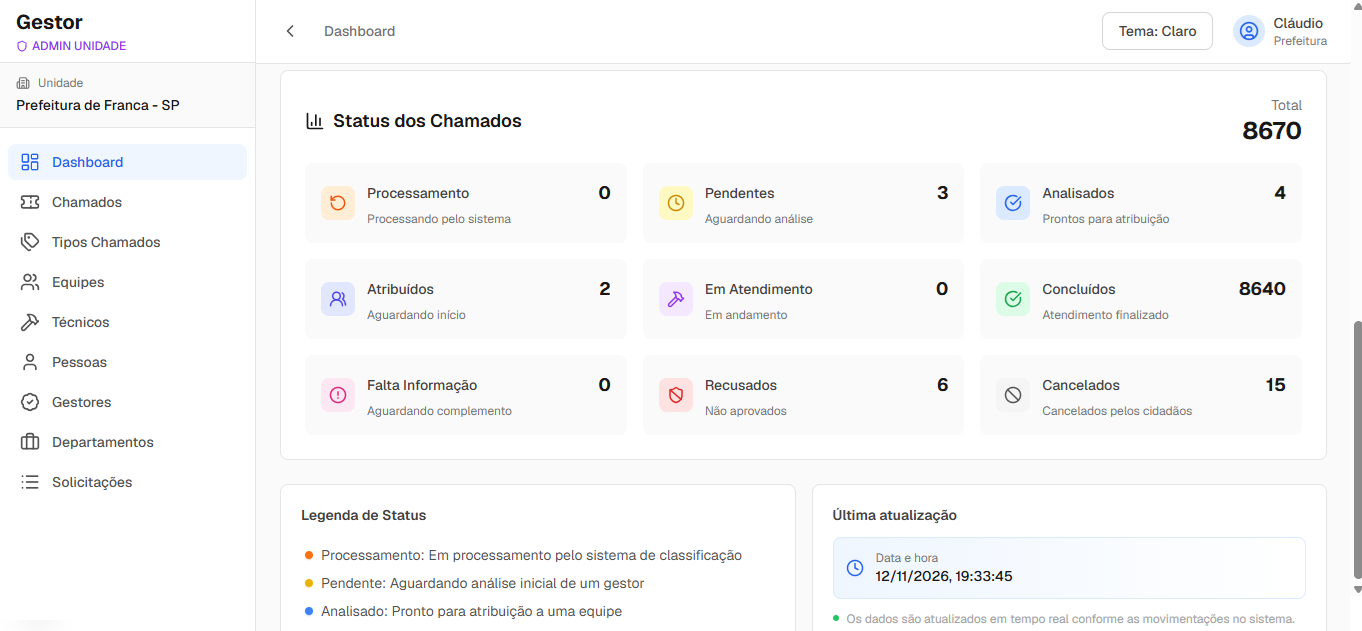 Gestor
ADMIN UNIDADE
Unidade
Prefeitura de Franca - SP
Dashboard
Chamados
Tipos Chamados
Equipes
Técnicos
Pessoas
Gestores
Departamentos
Solicitações
Dashboard
Tema: Claro
Cláudio
Prefeitura
Status dos Chamados
Total
8670
Processamento 0
Processando pelo sistema
Pendentes 3
Aguardando análise
Analisados 4
Prontos para atribuição
Atribuídos 2
Aguardando início
Em Atendimento 0
Em andamento
Concluídos 8640
Atendimento finalizado
Falta Informação 0
Aguardando complemento
Recusados 6
Não aprovados
Cancelados 15
Cancelados pelos cidadãos
Legenda de Status
Processamento: Em processamento pelo sistema de classificação
Pendente: Aguardando análise inicial de um gestor
Analisado: Pronto para atribuição a uma equipe
Última atualização
Data e hora
12/11/2026, 19:33:45
Os dados são atualizados em tempo real conforme as movimentações no sistema.